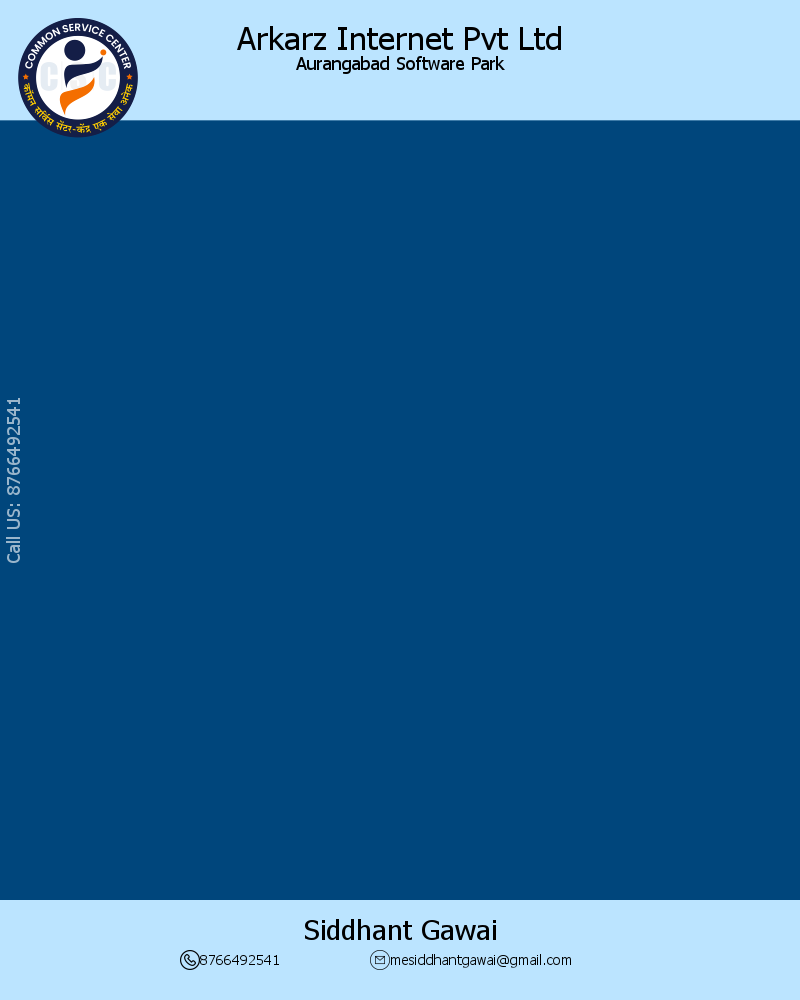 COMMON SERVICE CENTER
CSC
कॉमन सर्विस सेंटर-केंद्र एक सेवा अनेक
Arkarz Internet Pvt Ltd
Aurangabad Software Park
Call US: 8766492541
Siddhant Gawai
8766492541
mesiddhantgawai@gmail.com